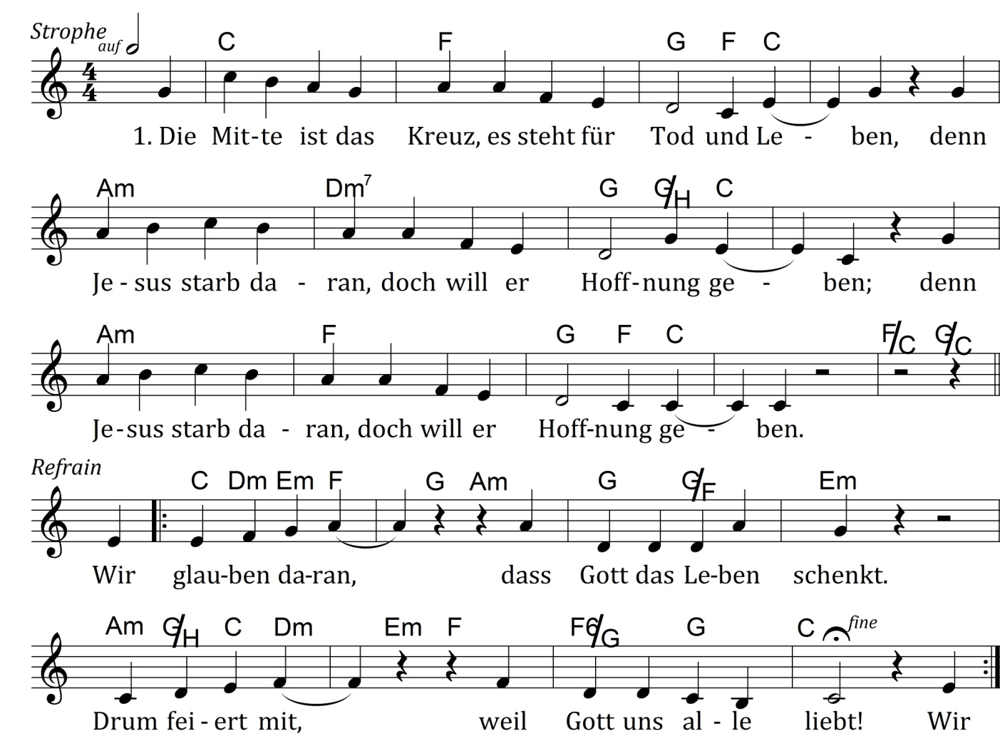 Strophe
auf
C F G F C
4
4
1. Die Mit-te ist das Kreuz, es steht für Tod und Le - ben, denn
Am Dm7 G G/H C
Je - sus starb da - ran, doch will er Hoff-nung ge - ben; denn
Am F G F C F/C G/C
Je-sus starb da - ran, doch will er Hoff-nung ge - ben.
Refrain
C Dm Em F G Am G G/F Em
Wir glau-ben da-ran, dass Gott das Le-ben schenkt.
Am G/H C Dm Em F F6/G G C fine
Drum fei - ert mit, weil Gott uns al - le liebt! Wir